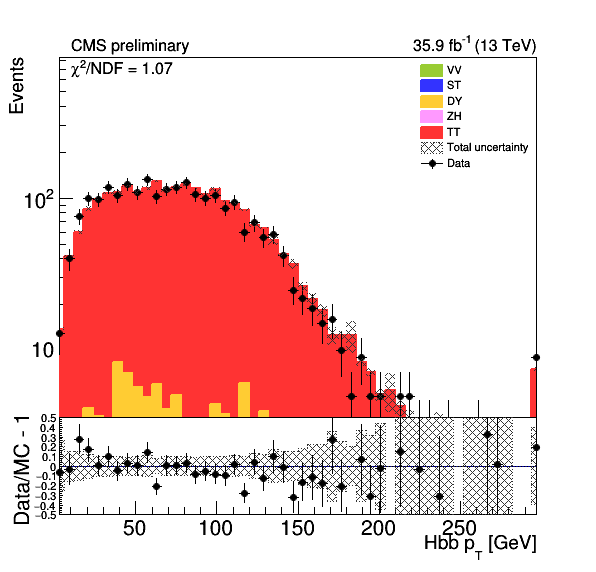 CMS preliminary
35.9 fb⁻¹ (13 TeV)
χ²/NDF = 1.07
VV
ST
DY
ZH
TT
Total uncertainty
Data
Events
10²
10
Data/MC - 1
0.5
0.4
0.3
0.2
0.1
0
-0.1
-0.2
-0.3
-0.4
-0.5
50 100 150 200 250
Hbb p_T [GeV]